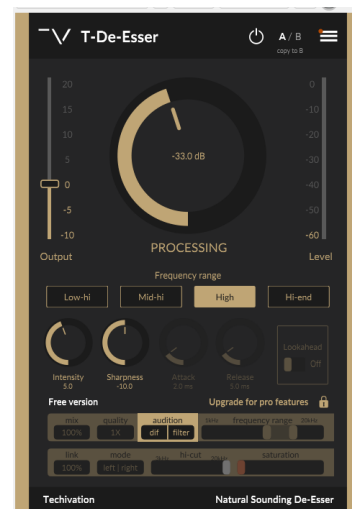 T-De-Esser A / B
copy to B
20 0
15 -10
10 -20
5 -33.0 dB -30
0 -40
-5 -50
-10 -60
Output PROCESSING Level
Frequency range
Low-hi Mid-hi High Hi-end
Lookahead
Off
Intensity Sharpness Attack Release
5.0 -10.0 2.0 ms 5.0 ms
Free version Upgrade for pro features
mix quality audition frequency range 20kHz
100% 1X dif filter
link mode hi-cut saturation
100% left | right
Techivation Natural Sounding De-Esser